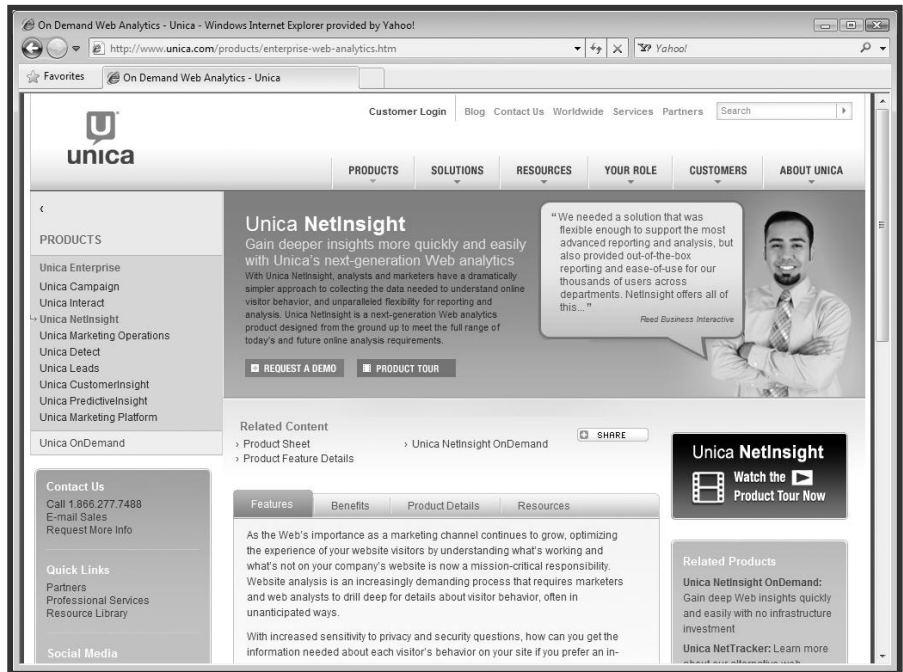 On Demand Web Analytics - Unica - Windows Internet Explorer provided by Yahoo!
http://www.unica.com/products/enterprise-web-analytics.htm
Yahoo!
Favorites
On Demand Web Analytics - Unica
unica
Customer Login
Blog Contact Us Worldwide Services Partners
Search
PRODUCTS SOLUTIONS RESOURCES YOUR ROLE CUSTOMERS ABOUT UNICA
PRODUCTS
Unica Enterprise
Unica Campaign
Unica Interact
Unica NetInsight
Unica Marketing Operations
Unica Detect
Unica Leads
Unica CustomerInsight
Unica PredictiveInsight
Unica Marketing Platform
Unica OnDemand
Contact Us
Call 1.866.277.7488
E-mail Sales
Request More Info
Quick Links
Partners
Professional Services
Resource Library
Social Media
Unica NetInsight
Gain deeper insights more quickly and easily
with Unica's next-generation Web analytics
With Unica NetInsight, analysts and marketers have a dramatically
simpler approach to collecting the data needed to understand online
visitor behavior, and unparalleled flexibility for reporting and
analysis. Unica NetInsight is a next-generation Web analytics
product designed from the ground up to meet the full range of
today's and future online analysis requirements.
REQUEST A DEMO
PRODUCT TOUR
"We needed a solution that was
flexible enough to support the most
advanced reporting and analysis, but
also provided out-of-the-box
reporting and ease-of-use for our
thousands of users across
departments. NetInsight offers all of
this..."
Reed Business Interactive
Related Content
› Product Sheet
› Unica NetInsight OnDemand
› Product Feature Details
SHARE
Features Benefits Product Details Resources
As the Web's importance as a marketing channel continues to grow, optimizing
the experience of your website visitors by understanding what's working and
what's not on your company's website is now a mission-critical responsibility.
Website analysis is an increasingly demanding process that requires marketers
and web analysts to drill deep for details about visitor behavior, often in
unanticipated ways.
With increased sensitivity to privacy and security questions, how can you get the
information needed about each visitor's behavior on your site if you prefer an in-
Unica NetInsight
Watch the
Product Tour Now
Related Products
Unica NetInsight OnDemand:
Gain deep Web insights quickly
and easily with no infrastructure
investment
Unica NetTracker: Learn more
about our alternative web